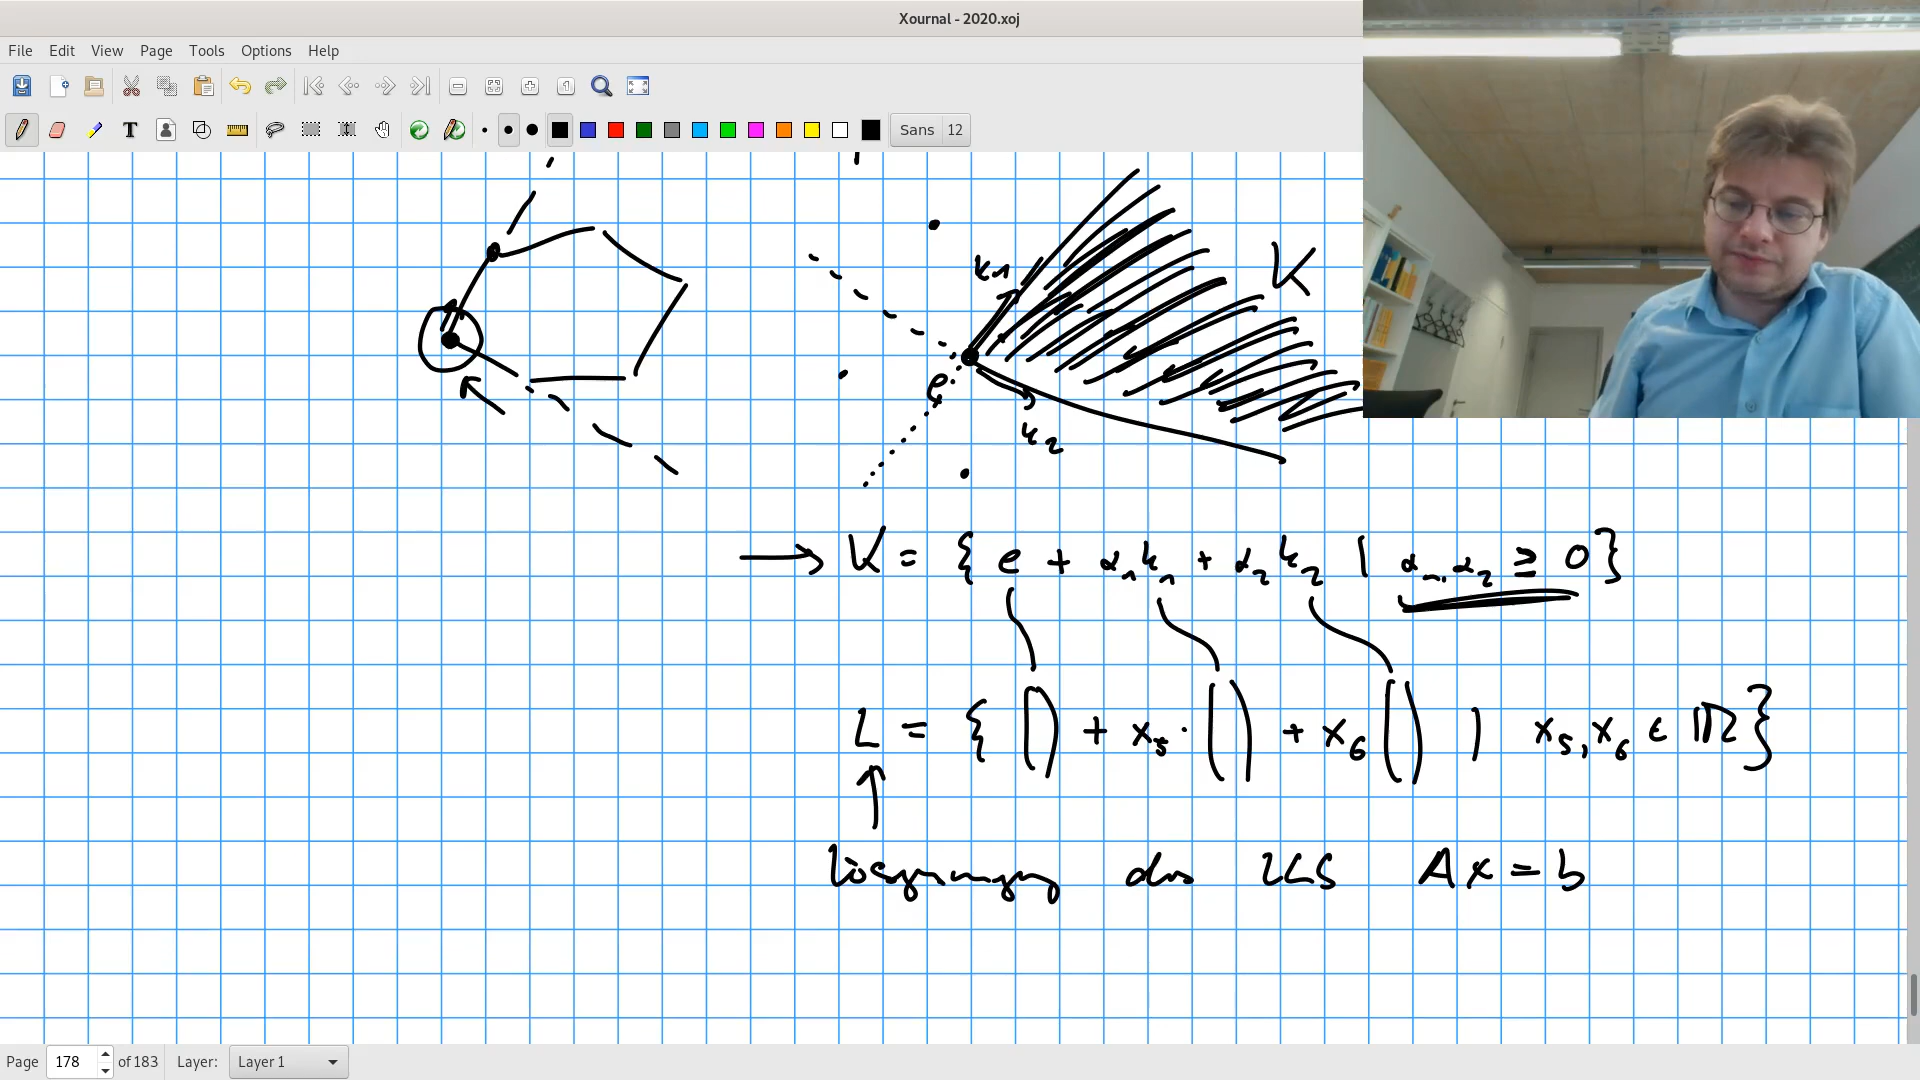 Xournal - 2020.xoj
File Edit View Page Tools Options Help
Sans 12
k₁
K
e
k₂
→ K = { e + α₁k₁ + α₂k₂ | α₁,α₂ ≥ 0 }
L = { ( ) + x₅ · ( ) + x₆ ( ) | x₅, x₆ ∈ ℝ }
↑
Lösungsmenge des LGS Ax = b
Page 178 of 183 Layer: Layer 1